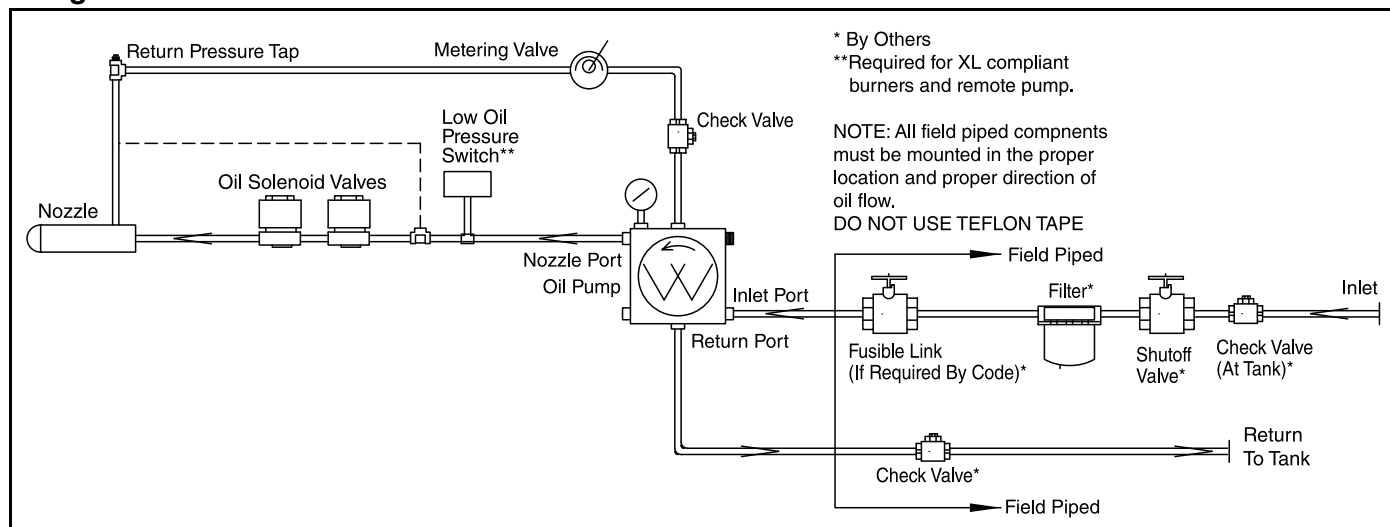 Return Pressure Tap
Metering Valve
* By Others
**Required for XL compliant
burners and remote pump.
Check Valve
Low Oil
Pressure
Switch**
NOTE: All field piped compnents
must be mounted in the proper
location and proper direction of
oil flow.
DO NOT USE TEFLON TAPE
Oil Solenoid Valves
Nozzle
Nozzle Port
Oil Pump
Field Piped
Inlet Port
Filter*
Inlet
Return Port
Fusible Link
(If Required By Code)*
Shutoff
Valve*
Check Valve
(At Tank)*
Return
To Tank
Check Valve*
Field Piped